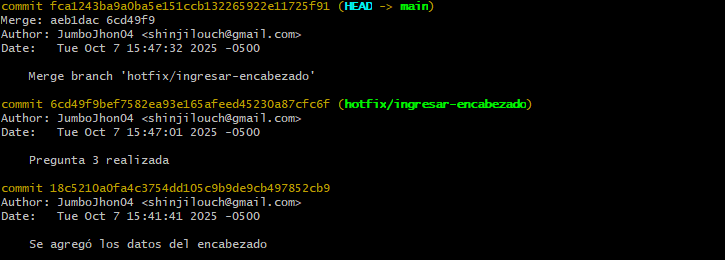 commit fca1243ba9a0ba5e151ccb132265922e11725f91 (HEAD -> main)
Merge: aeb1dac 6cd49f9
Author: JumboJhon04 <shinjilouch@gmail.com>
Date:   Tue Oct 7 15:47:32 2025 -0500
    Merge branch 'hotfix/ingresar-encabezado'
commit 6cd49f9bef7582ea93e165afeed45230a87cfc6f (hotfix/ingresar-encabezado)
Author: JumboJhon04 <shinjilouch@gmail.com>
Date:   Tue Oct 7 15:47:01 2025 -0500
    Pregunta 3 realizada
commit 18c5210a0fa4c3754dd105c9b9de9cb497852cb9
Author: JumboJhon04 <shinjilouch@gmail.com>
Date:   Tue Oct 7 15:41:41 2025 -0500
    Se agregó los datos del encabezado